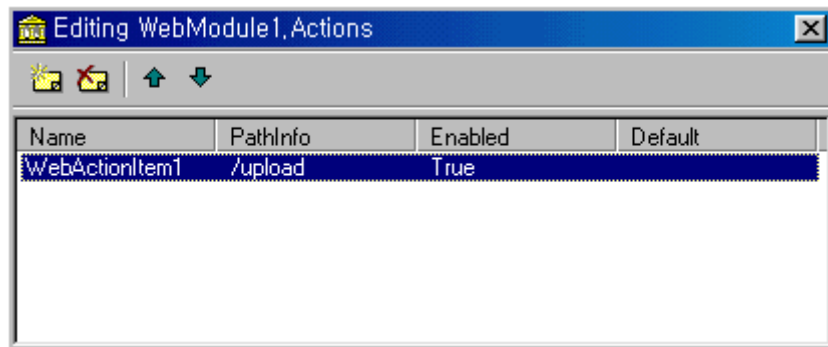 Editing WebModule1.Actions
Name PathInfo Enabled Default
WebActionItem1 /upload True